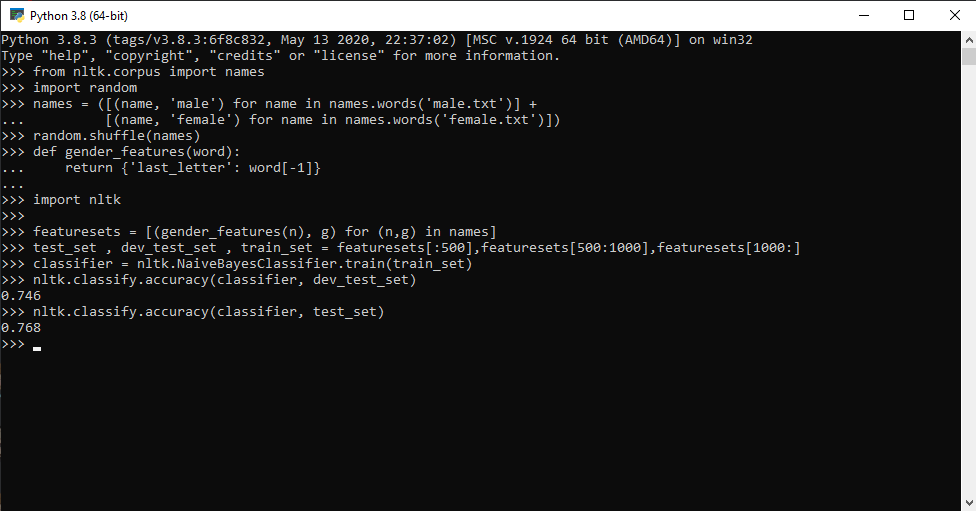 Python 3.8 (64-bit)
Python 3.8.3 (tags/v3.8.3:6f8c832, May 13 2020, 22:37:02) [MSC v.1924 64 bit (AMD64)] on win32
Type "help", "copyright", "credits" or "license" for more information.
>>> from nltk.corpus import names
>>> import random
>>> names = ([(name, 'male') for name in names.words('male.txt')] +
...          [(name, 'female') for name in names.words('female.txt')])
>>> random.shuffle(names)
>>> def gender_features(word):
...     return {'last_letter': word[-1]}
...
>>> import nltk
>>>
>>> featuresets = [(gender_features(n), g) for (n,g) in names]
>>> test_set , dev_test_set , train_set = featuresets[:500],featuresets[500:1000],featuresets[1000:]
>>> classifier = nltk.NaiveBayesClassifier.train(train_set)
>>> nltk.classify.accuracy(classifier, dev_test_set)
0.746
>>> nltk.classify.accuracy(classifier, test_set)
0.768
>>>